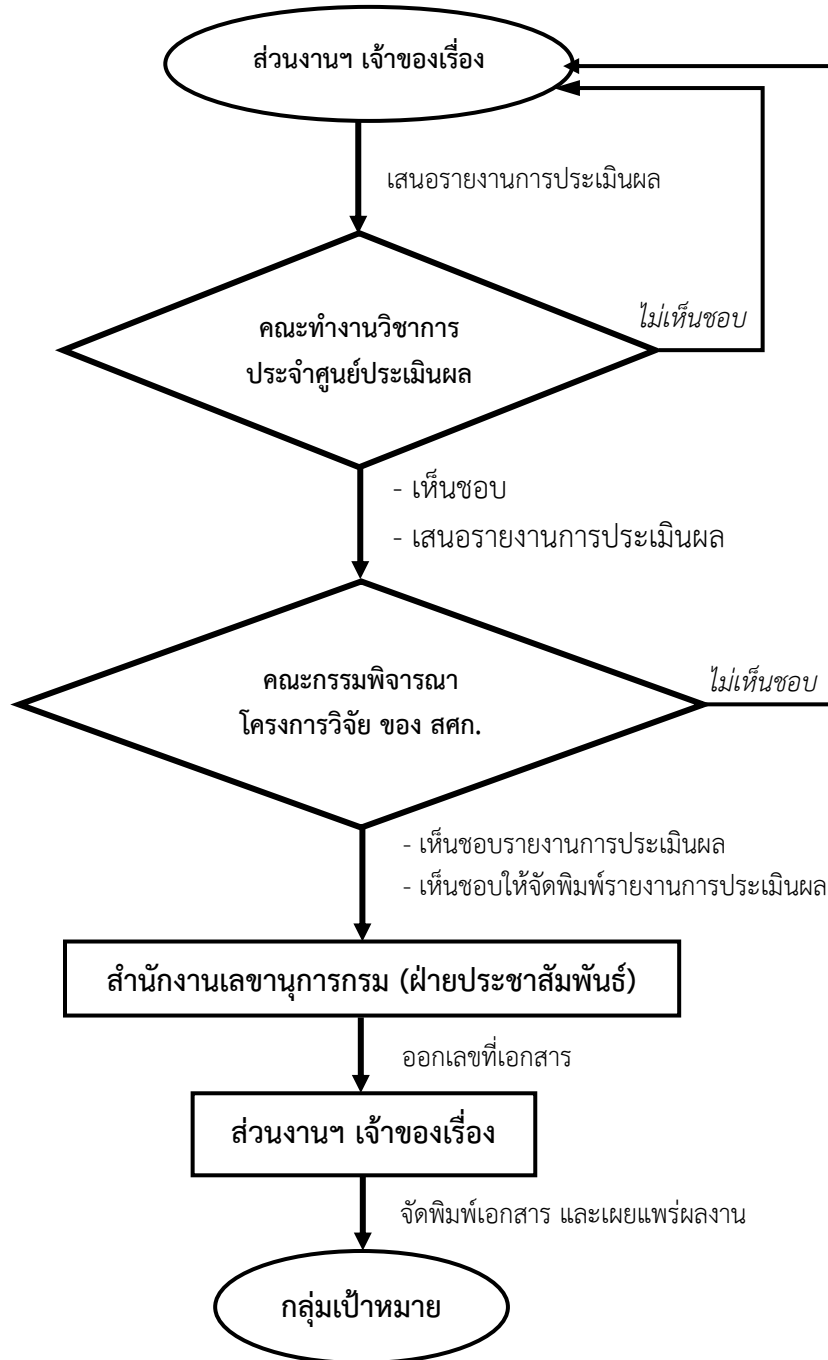 ส่วนงานฯ เจ้าของเรื่อง
เสนอรายงานการประเมินผล
คณะทำงานวิชาการ
ประจำศูนย์ประเมินผล
ไม่เห็นชอบ
- เห็นชอบ
- เสนอรายงานการประเมินผล
คณะกรรมพิจารณา
โครงการวิจัย ของ สศก.
ไม่เห็นชอบ
- เห็นชอบรายงานการประเมินผล
- เห็นชอบให้จัดพิมพ์รายงานการประเมินผล
สำนักงานเลขานุการกรม (ฝ่ายประชาสัมพันธ์)
ออกเลขที่เอกสาร
ส่วนงานฯ เจ้าของเรื่อง
จัดพิมพ์เอกสาร และเผยแพร่ผลงาน
กลุ่มเป้าหมาย